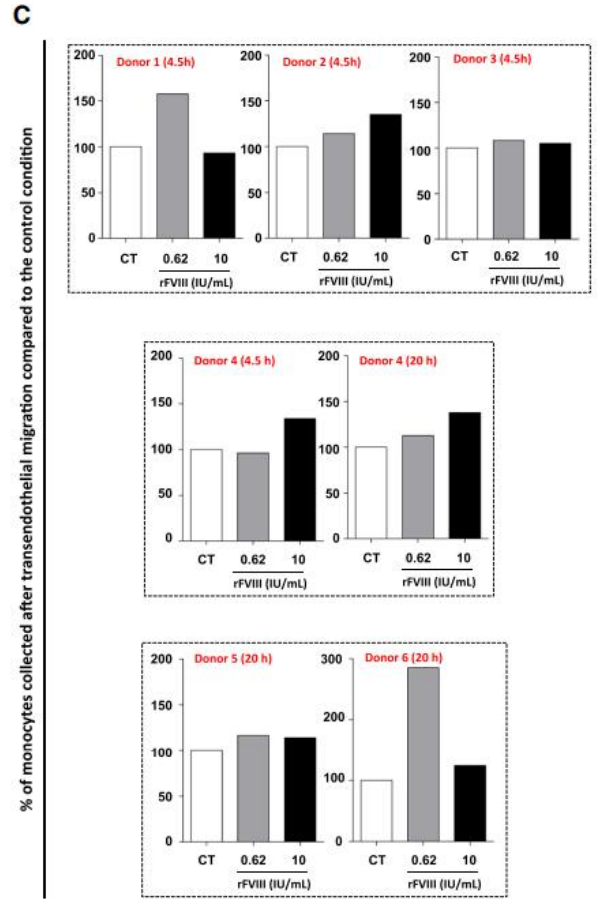 C
% of monocytes collected after transendothelial migration compared to the control condition
Donor 1 (4.5h)
200
150
100
50
0
CT 0.62 10
rFVIII (IU/mL)
Donor 2 (4.5h)
200
150
100
50
0
CT 0.62 10
rFVIII (IU/mL)
Donor 3 (4.5h)
200
150
100
50
0
CT 0.62 10
rFVIII (IU/mL)
Donor 4 (4.5 h)
200
150
100
50
0
CT 0.62 10
rFVIII (IU/mL)
Donor 4 (20 h)
200
150
100
50
0
CT 0.62 10
rFVIII (IU/mL)
Donor 5 (20 h)
200
150
100
50
0
CT 0.62 10
rFVIII (IU/mL)
Donor 6 (20 h)
300
200
100
0
CT 0.62 10
rFVIII (IU/mL)